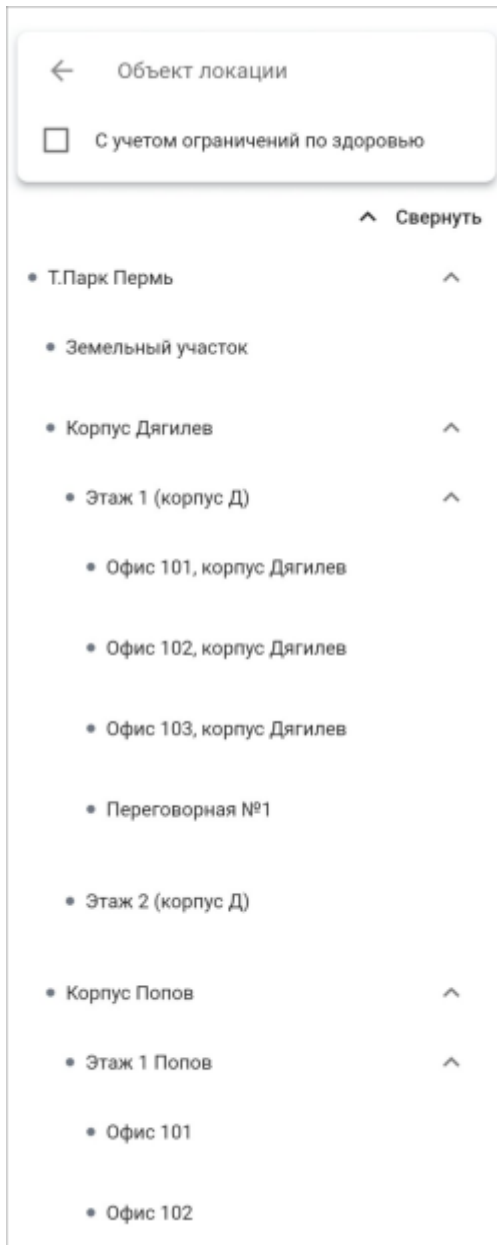 Объект локации
С учетом ограничений по здоровью
Свернуть
Т.Парк Пермь
Земельный участок
Корпус Дягилев
Этаж 1 (корпус Д)
Офис 101, корпус Дягилев
Офис 102, корпус Дягилев
Офис 103, корпус Дягилев
Переговорная №1
Этаж 2 (корпус Д)
Корпус Попов
Этаж 1 Попов
Офис 101
Офис 102